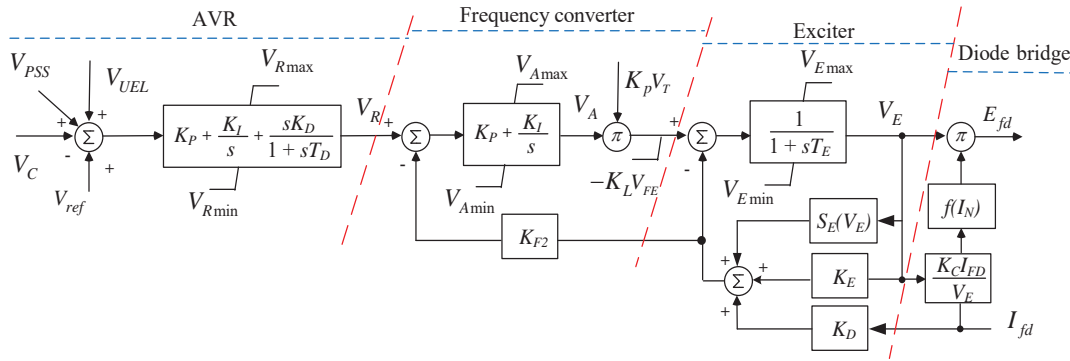 AVR
Frequency converter
Exciter
Diode bridge
V_PSS
V_UEL
V_Rmax
V_Amax
K_pV_T
V_Emax
+
+
-
+
Σ
K_P + K_I/s + sK_D/(1 + sT_D)
V_R
+
-
Σ
K_P + K_I/s
V_A
π
+
-
Σ
1/(1 + sT_E)
V_E
π
E_fd
V_C
V_ref
V_Rmin
V_Amin
−K_LV_FE
V_Emin
f(I_N)
S_E(V_E)
K_F2
+
+
+
Σ
K_E
K_CI_FD/V_E
K_D
I_fd